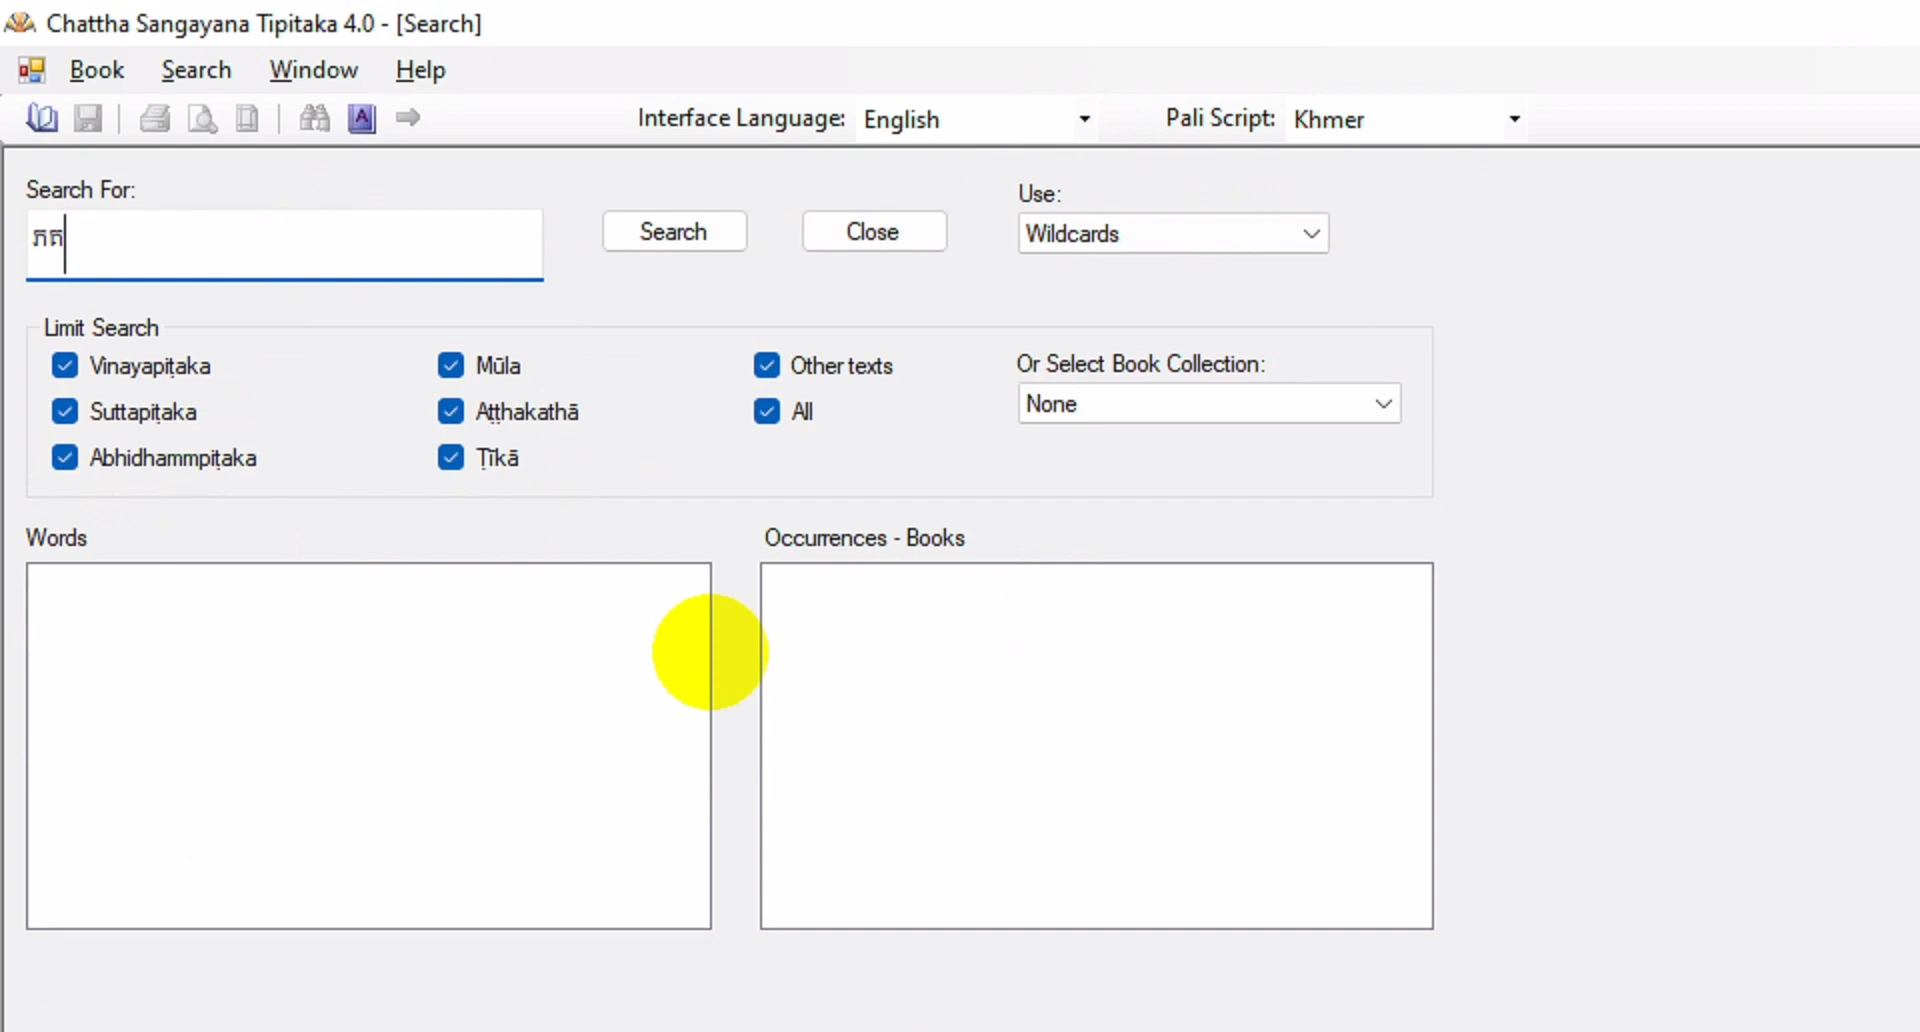 Chattha Sangayana Tipitaka 4.0 - [Search]
Book Search Window Help
Interface Language: English Pali Script: Khmer
Search For:
Use:
ភគ Search Close Wildcards
Limit Search
Vinayapiṭaka Mūla Other texts Or Select Book Collection:
Suttapiṭaka Aṭṭhakathā All None
Abhidhammpiṭaka Ṭīkā
Words Occurrences - Books